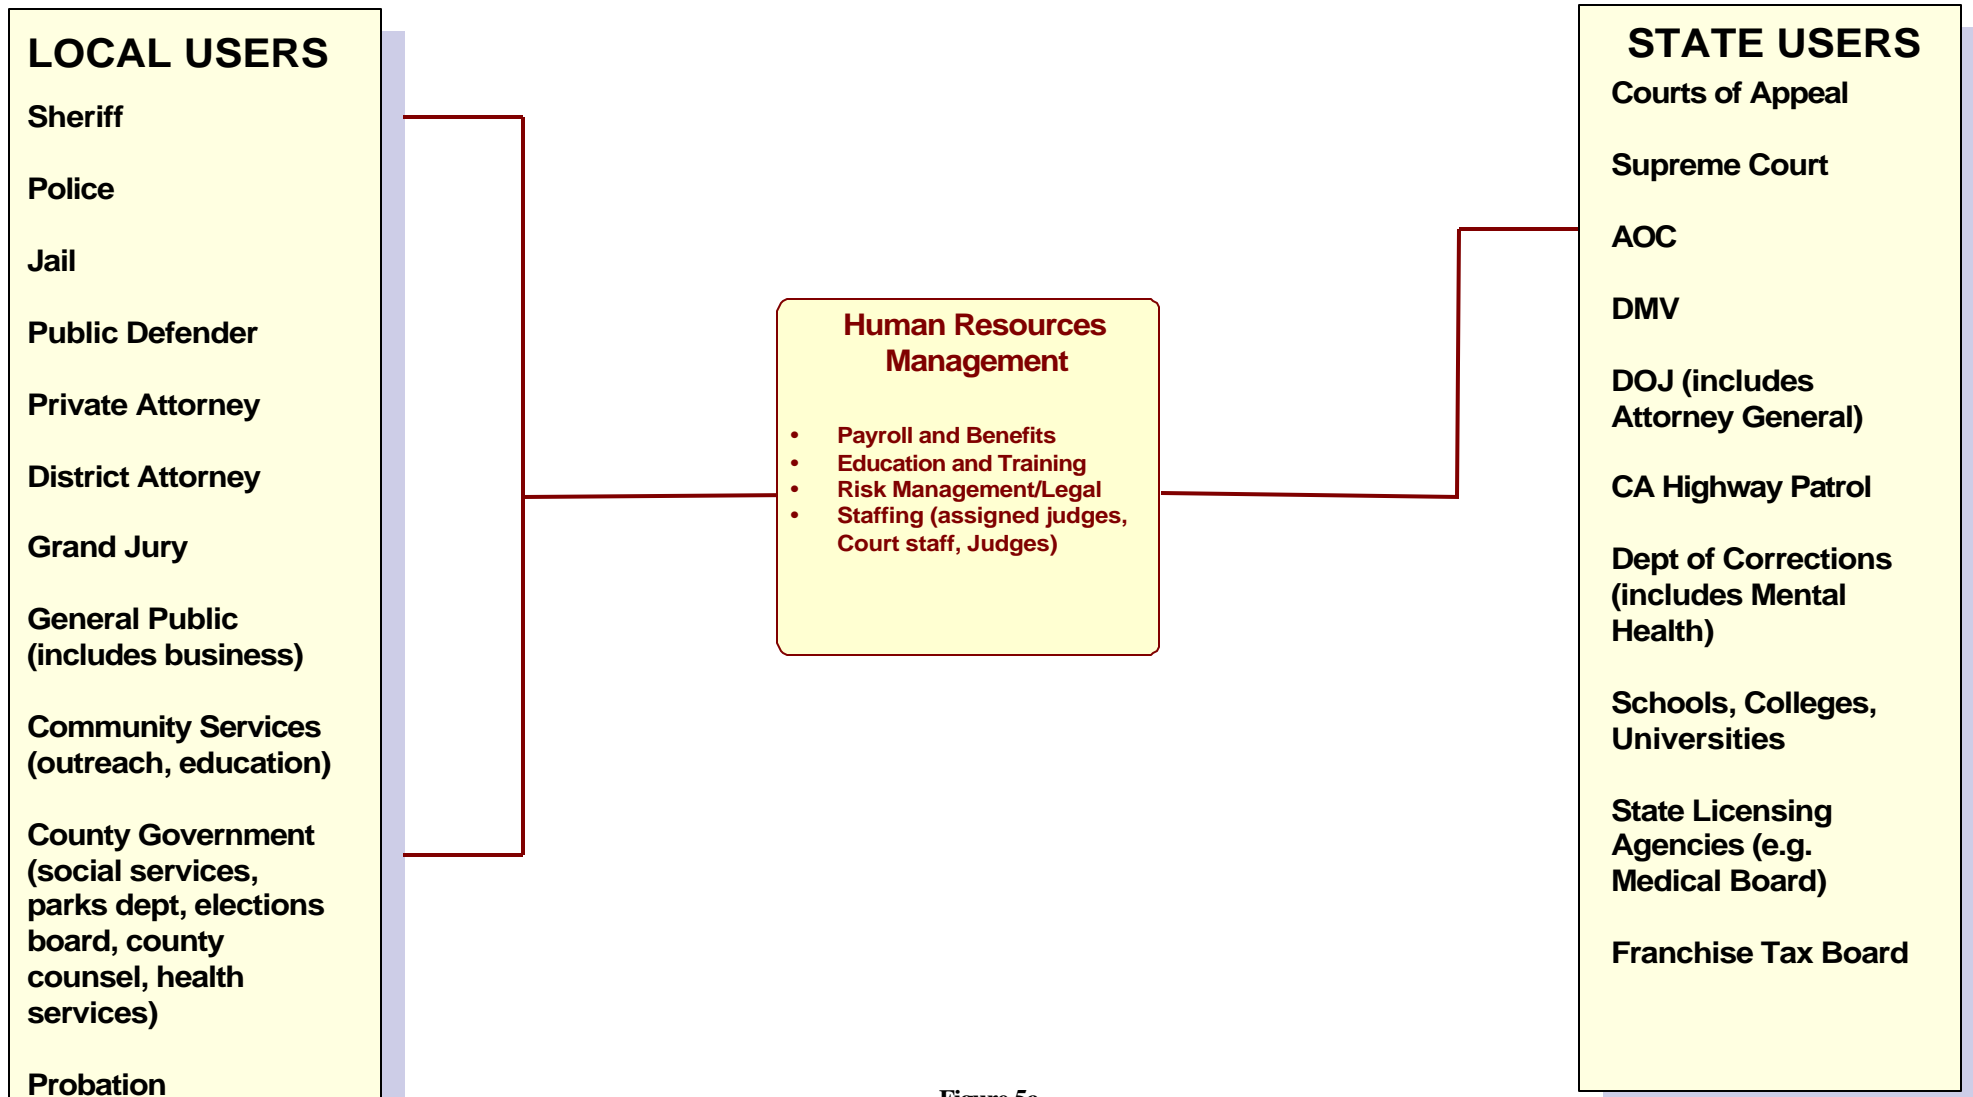 LOCAL USERS
Sheriff
Police
Jail
Public Defender
Private Attorney
District Attorney
Grand Jury
General Public
(includes business)
Community Services
(outreach, education)
County Government
(social services,
parks dept, elections
board, county
counsel, health
services)
Probation
Human Resources
Management
• Payroll and Benefits
• Education and Training
• Risk Management/Legal
• Staffing (assigned judges,
Court staff, Judges)
STATE USERS
Courts of Appeal
Supreme Court
AOC
DMV
DOJ (includes
Attorney General)
CA Highway Patrol
Dept of Corrections
(includes Mental
Health)
Schools, Colleges,
Universities
State Licensing
Agencies (e.g.
Medical Board)
Franchise Tax Board
Figure